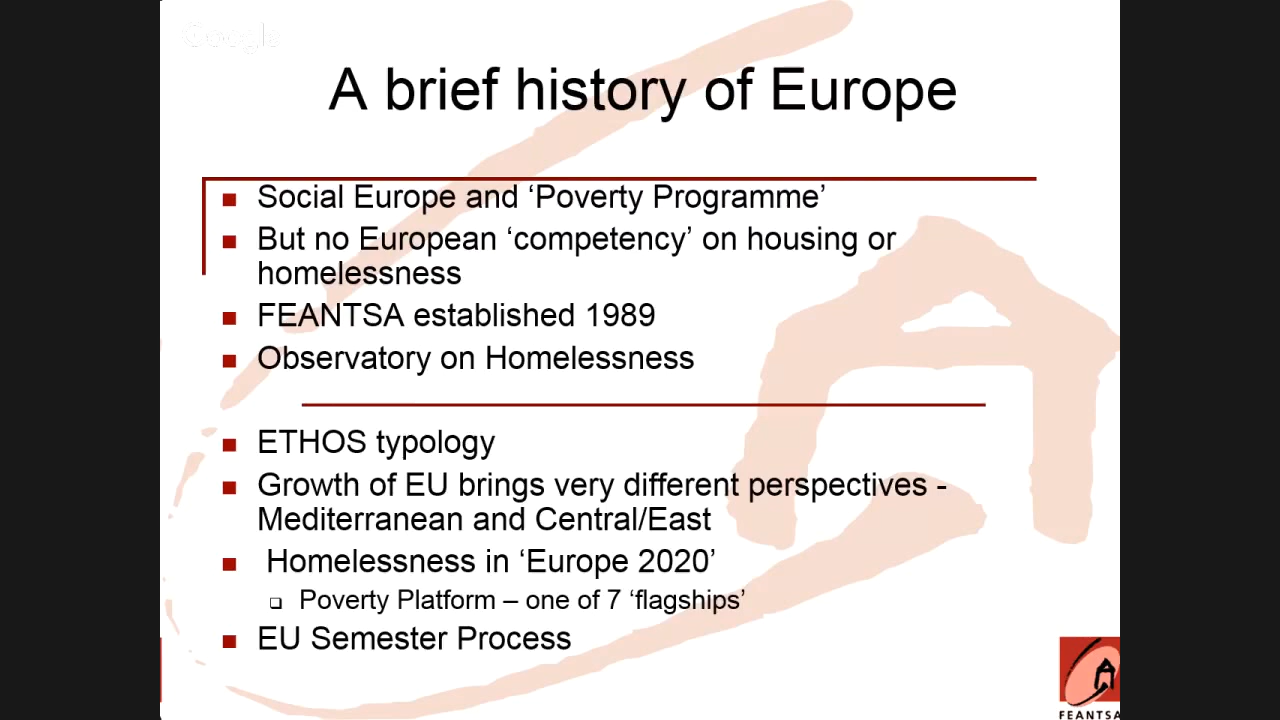 Google
A brief history of Europe
Social Europe and ‘Poverty Programme’
But no European ‘competency’ on housing or
homelessness
FEANTSA established 1989
Observatory on Homelessness
ETHOS typology
Growth of EU brings very different perspectives -
Mediterranean and Central/East
Homelessness in ‘Europe 2020’
Poverty Platform – one of 7 ‘flagships’
EU Semester Process
FEANTSA